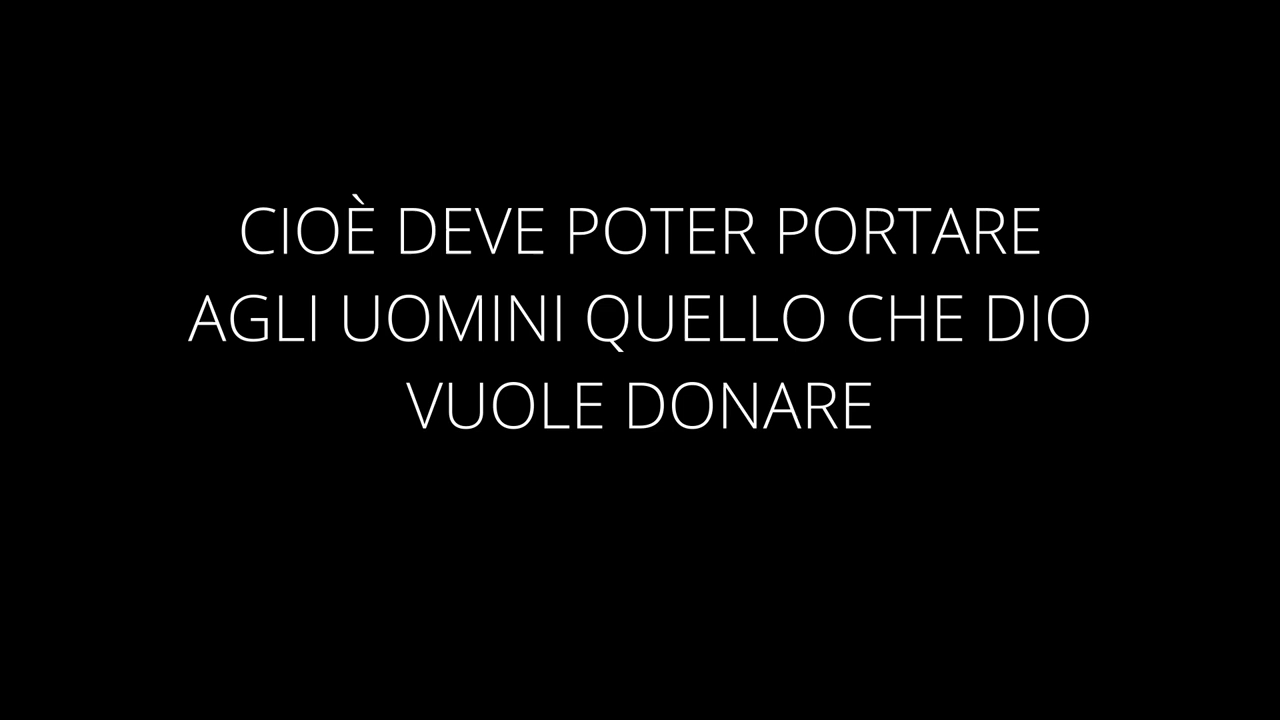 CIOÈ DEVE POTER PORTARE
AGLI UOMINI QUELLO CHE DIO
VUOLE DONARE